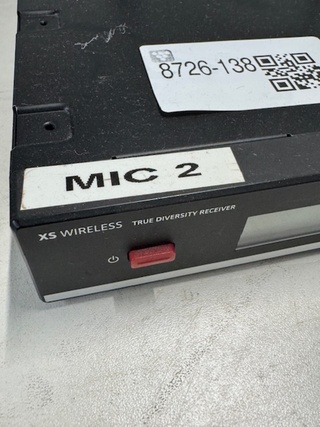 8726-138
MIC 2
XS WIRELESS TRUE DIVERSITY RECEIVER